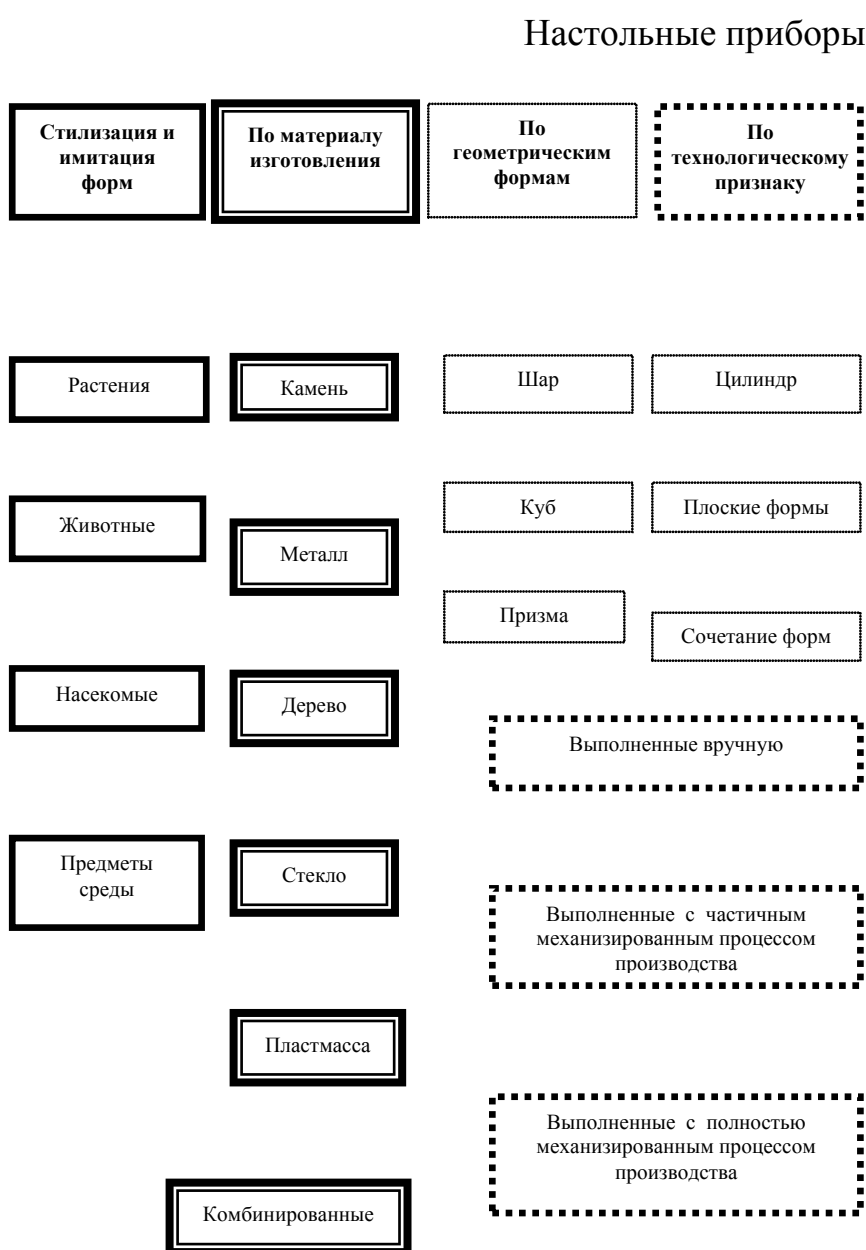 Настольные приборы
Стилизация и
имитация
форм
По материалу
изготовления
По
геометрическим
формам
По
технологическому
признаку
Растения
Камень
Шар
Цилиндр
Животные
Металл
Куб
Плоские формы
Призма
Сочетание форм
Насекомые
Дерево
Выполненные вручную
Предметы
среды
Стекло
Выполненные с частичным
механизированным процессом
производства
Пластмасса
Выполненные с полностью
механизированным процессом
производства
Комбинированные